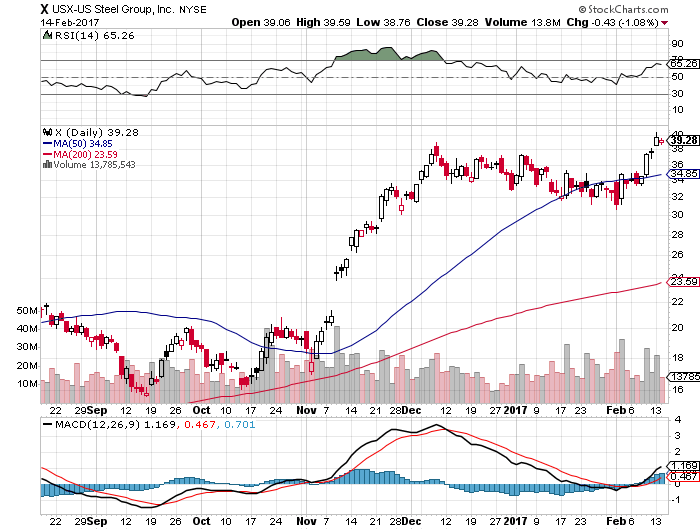 X USX-US Steel Group, Inc. NYSE © StockCharts.com
14-Feb-2017 Open 39.06 High 39.59 Low 38.76 Close 39.28 Volume 13.8M Chg -0.43 (-1.08%)
RSI(14) 65.26
90
70
65.26
50
30
10
X (Daily) 39.28
MA(50) 34.85
MA(200) 23.59
Volume 13,785,543
40
39.28
38
36
34.85
34
32
30
28
26
24
23.59
22
20
18
16
50M
40M
30M
20M
10M
13785
22 29 Sep 12 19 26 Oct 10 17 24 Nov 7 14 21 28 Dec 12 19 27 2017 9 17 23 Feb 6 13
MACD(12,26,9) 1.169, 0.467, 0.701
4
3
2
1.169
0.467
0
-1
22 29 Sep 12 19 26 Oct 10 17 24 Nov 7 14 21 28 Dec 12 19 27 2017 9 17 23 Feb 6 13